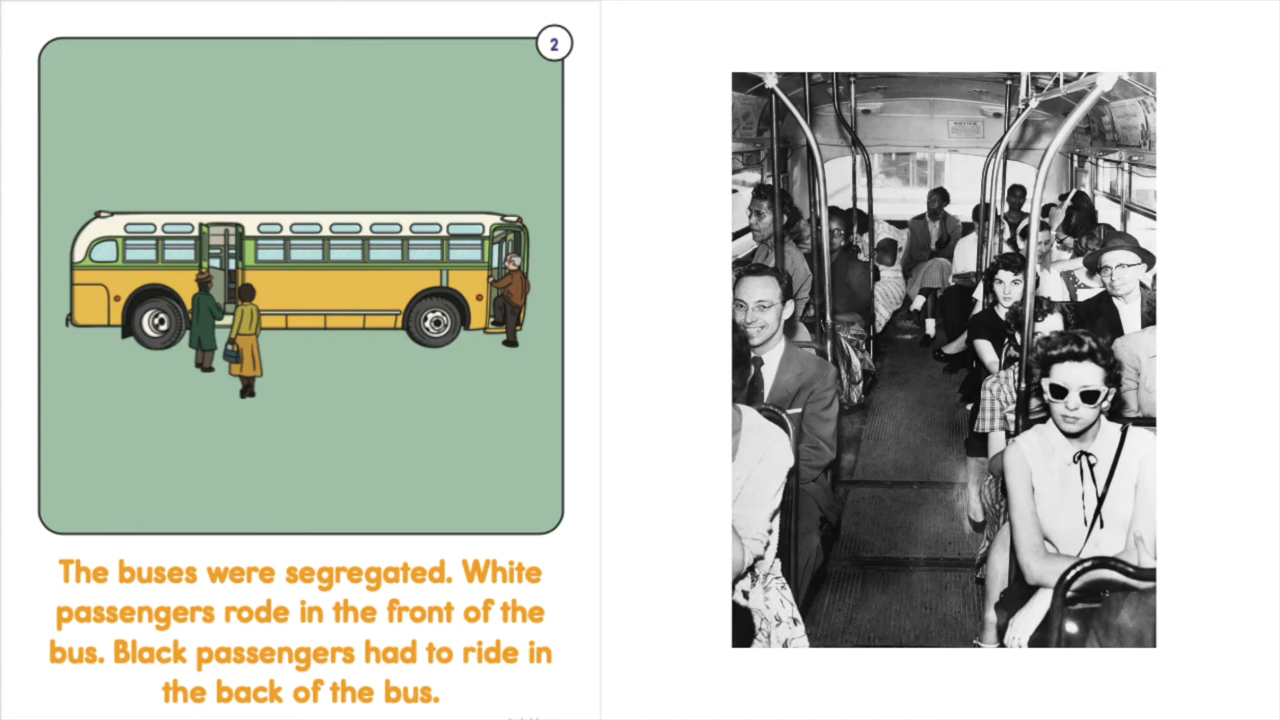 2
The buses were segregated. White
passengers rode in the front of the
bus. Black passengers had to ride in
the back of the bus.
NOTICE